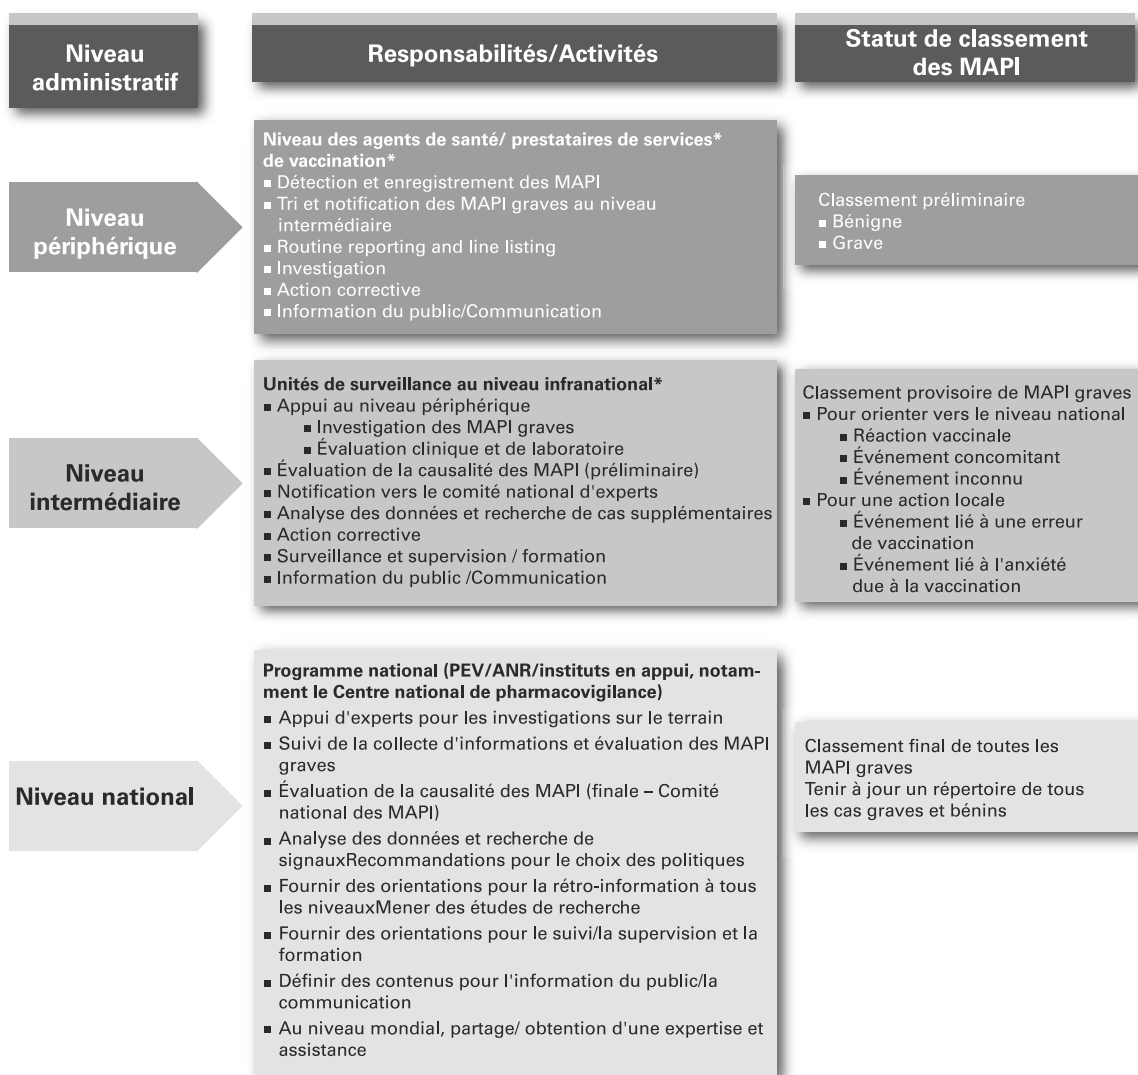 Niveau
administratif
Responsabilités/Activités
Statut de classement
des MAPI
Niveau
périphérique
Niveau des agents de santé/ prestataires de services*
de vaccination*
▪ Détection et enregistrement des MAPI
▪ Tri et notification des MAPI graves au niveau
intermédiaire
▪ Routine reporting and line listing
▪ Investigation
▪ Action corrective
▪ Information du public/Communication
Classement préliminaire
▪ Bénigne
▪ Grave
Niveau
intermédiaire
Unités de surveillance au niveau infranational*
▪ Appui au niveau périphérique
▪ Investigation des MAPI graves
▪ Évaluation clinique et de laboratoire
▪ Évaluation de la causalité des MAPI (préliminaire)
▪ Notification vers le comité national d'experts
▪ Analyse des données et recherche de cas supplémentaires
▪ Action corrective
▪ Surveillance et supervision / formation
▪ Information du public /Communication
Classement provisoire de MAPI graves
▪ Pour orienter vers le niveau national
▪ Réaction vaccinale
▪ Événement concomitant
▪ Événement inconnu
▪ Pour une action locale
▪ Événement lié à une erreur
de vaccination
▪ Événement lié à l'anxiété
due à la vaccination
Niveau national
Programme national (PEV/ANR/instituts en appui, notam-
ment le Centre national de pharmacovigilance)
▪ Appui d'experts pour les investigations sur le terrain
▪ Suivi de la collecte d'informations et évaluation des MAPI
graves
▪ Évaluation de la causalité des MAPI (finale – Comité
national des MAPI)
▪ Analyse des données et recherche de
signauxRecommandations pour le choix des politiques
▪ Fournir des orientations pour la rétro-information à tous
les niveauxMener des études de recherche
▪ Fournir des orientations pour le suivi/la supervision et la
formation
▪ Définir des contenus pour l'information du public/la
communication
▪ Au niveau mondial, partage/ obtention d'une expertise et
assistance
Classement final de toutes les
MAPI graves
Tenir à jour un répertoire de tous
les cas graves et bénins